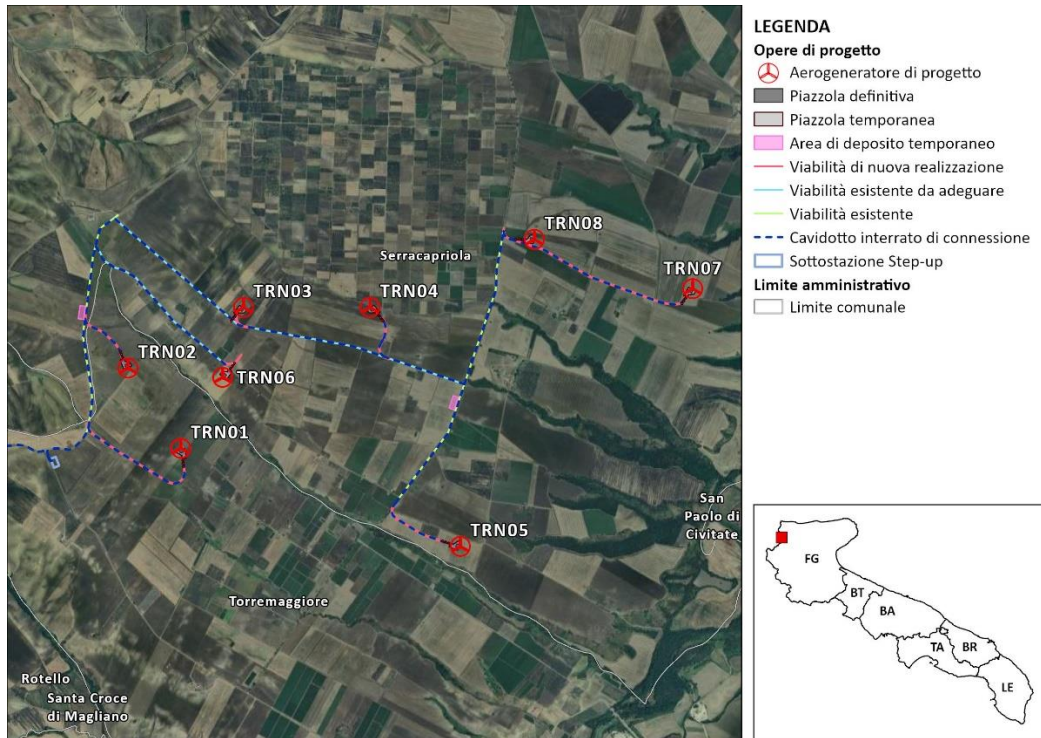 TRN08
Serracapriola
TRN07
TRN03
TRN04
TRN02
TRN06
TRN01
TRN05
San
Paolo di
Civitate
Torremaggiore
Rotello
Santa Croce
di Magliano
LEGENDA
Opere di progetto
Aerogeneratore di progetto
Piazzola definitiva
Piazzola temporanea
Area di deposito temporaneo
Viabilità di nuova realizzazione
Viabilità esistente da adeguare
Viabilità esistente
Cavidotto interrato di connessione
Sottostazione Step-up
Limite amministrativo
Limite comunale
FG
BT
BA
TA
BR
LE